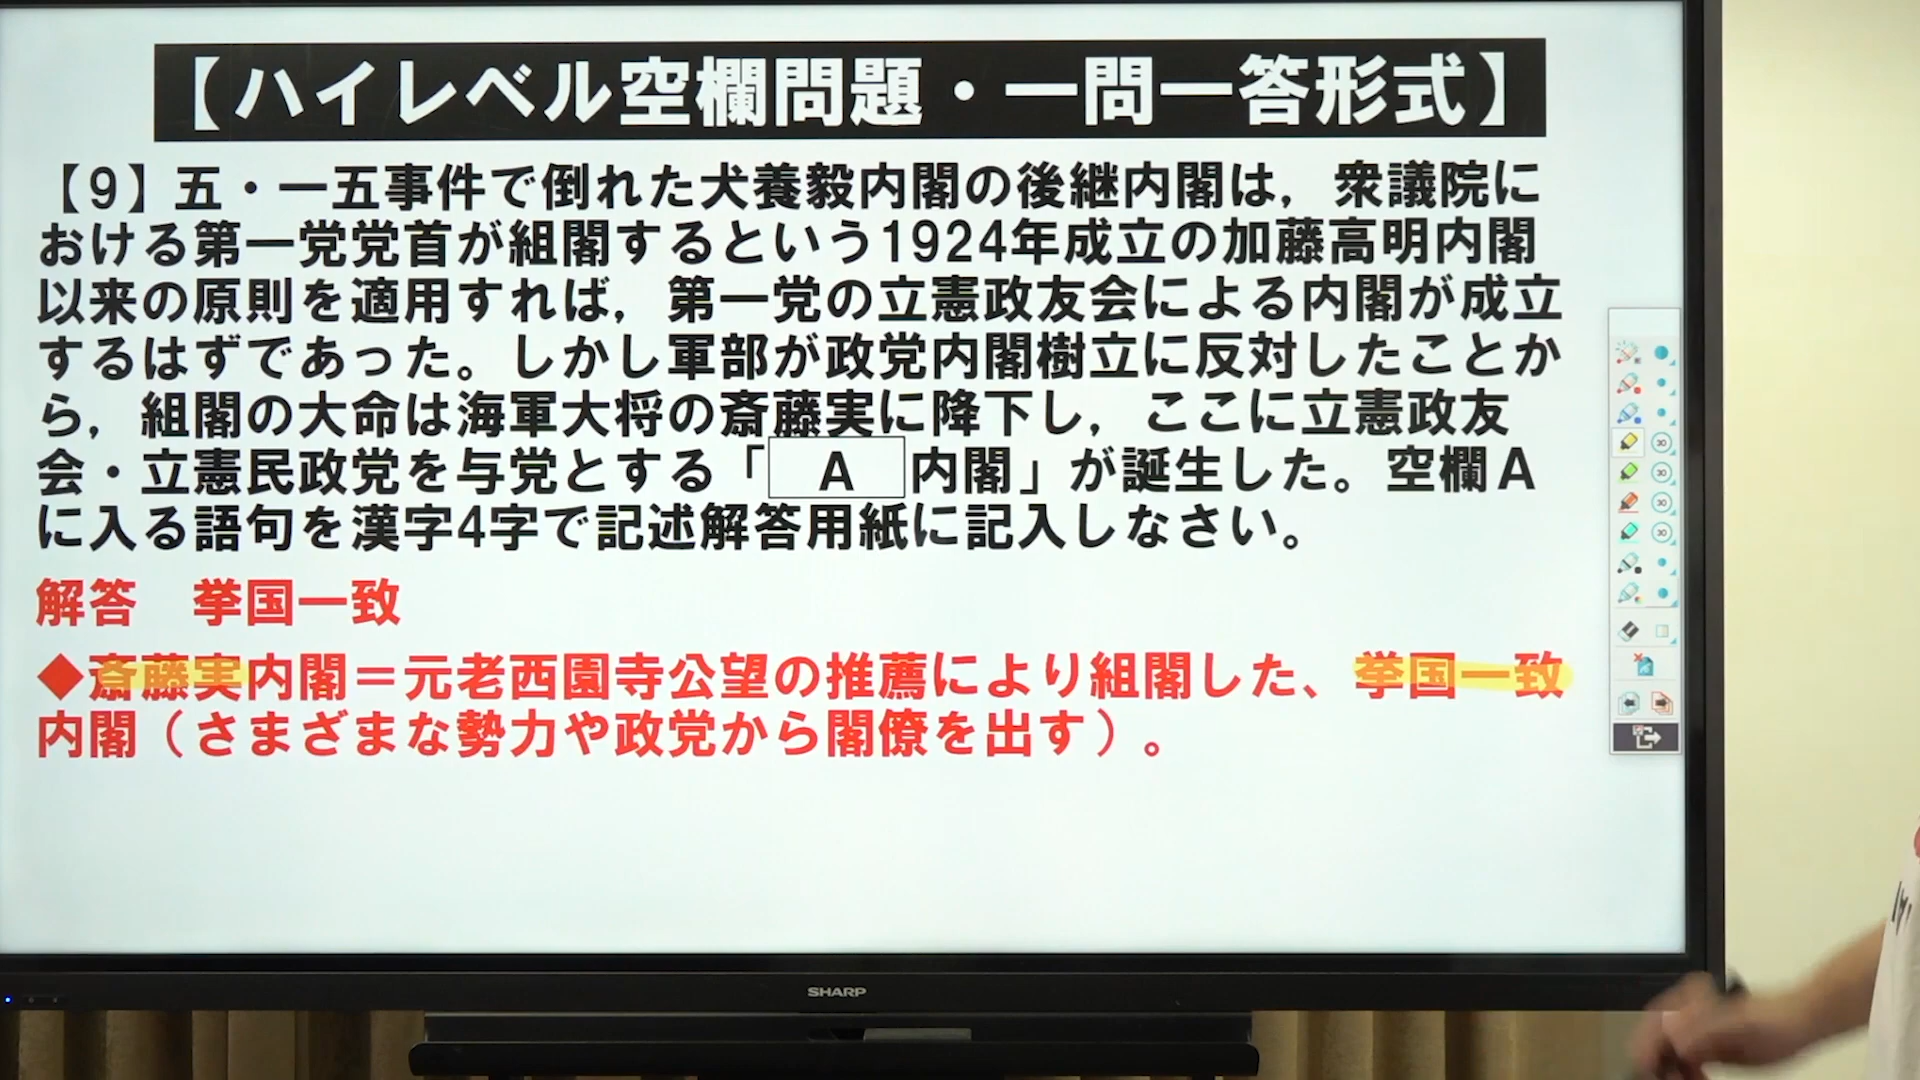 【ハイレベル空欄問題・一問一答形式】
【9】五・一五事件で倒れた犬養毅内閣の後継内閣は，衆議院に
おける第一党党首が組閣するという1924年成立の加藤高明内閣
以来の原則を適用すれば，第一党の立憲政友会による内閣が成立
するはずであった。しかし軍部が政党内閣樹立に反対したことか
ら，組閣の大命は海軍大将の斎藤実に降下し，ここに立憲政友
会・立憲民政党を与党とする「 A 内閣」が誕生した。空欄A
に入る語句を漢字4字で記述解答用紙に記入しなさい。
解答　挙国一致
◆斎藤実内閣＝元老西園寺公望の推薦により組閣した、挙国一致
内閣（さまざまな勢力や政党から閣僚を出す）。
30
30
30
30
SHARP